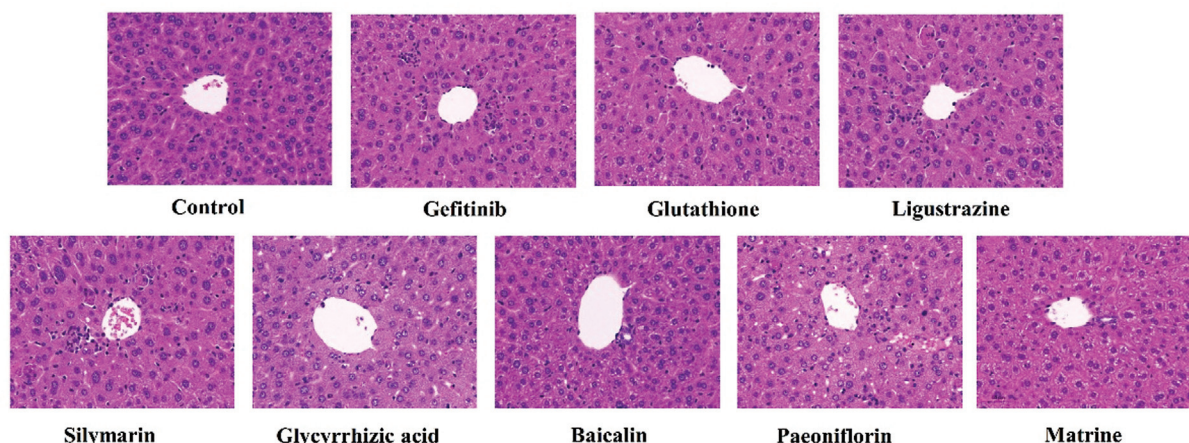 Control
Gefitinib
Glutathione
Ligustrazine
Silymarin
Glycyrrhizic acid
Baicalin
Paeoniflorin
Matrine